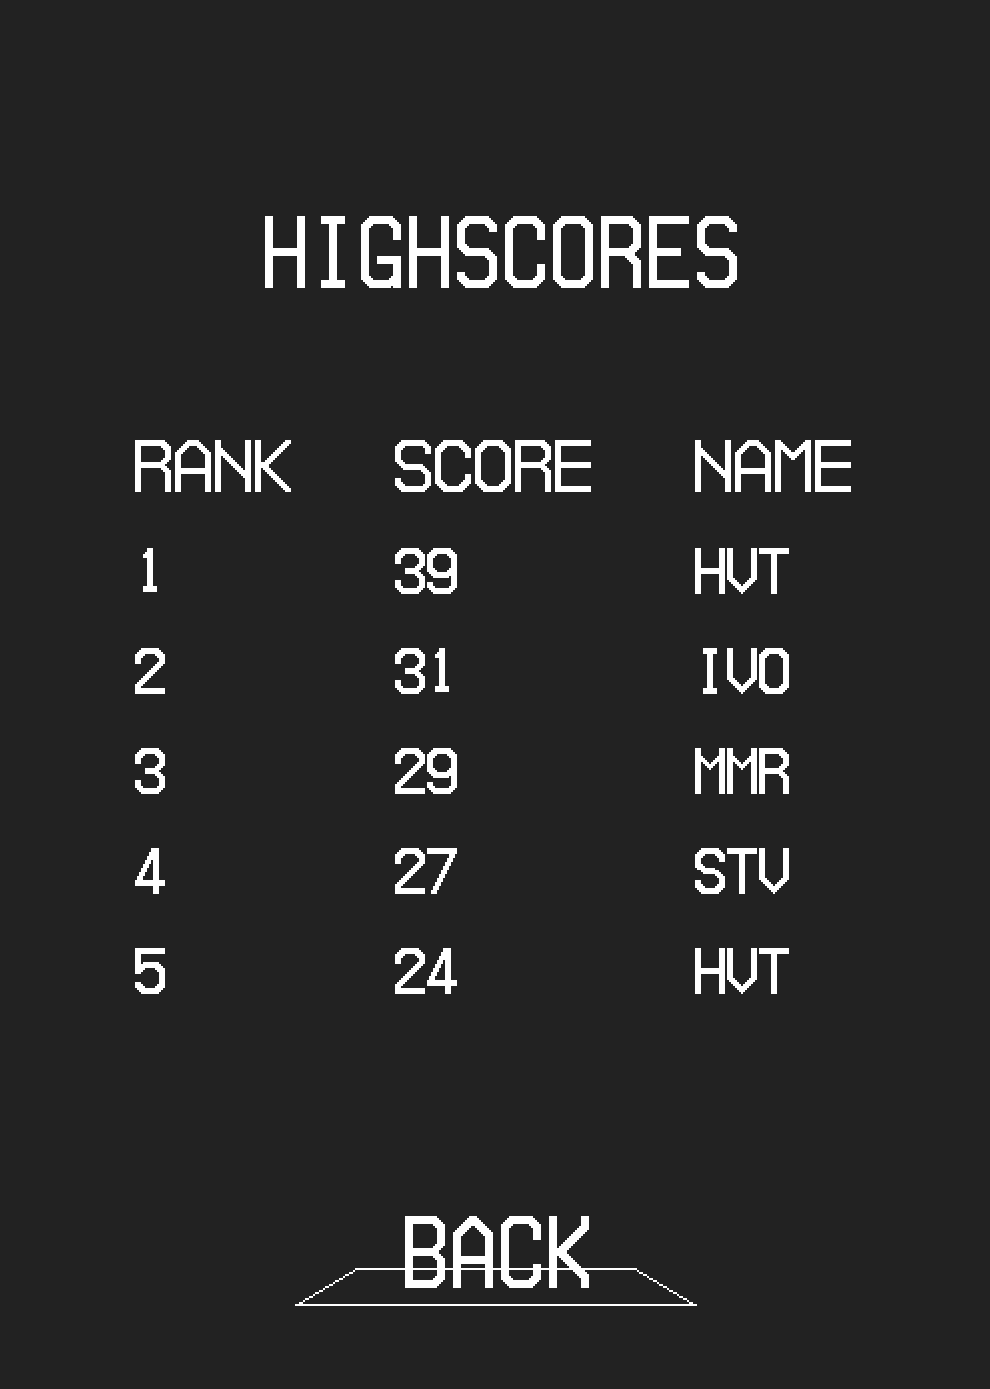 HIGHSCORES
RANK SCORE NAME
1 39 HVT
2 31 IVO
3 29 MMR
4 27 STV
5 24 HVT
BACK